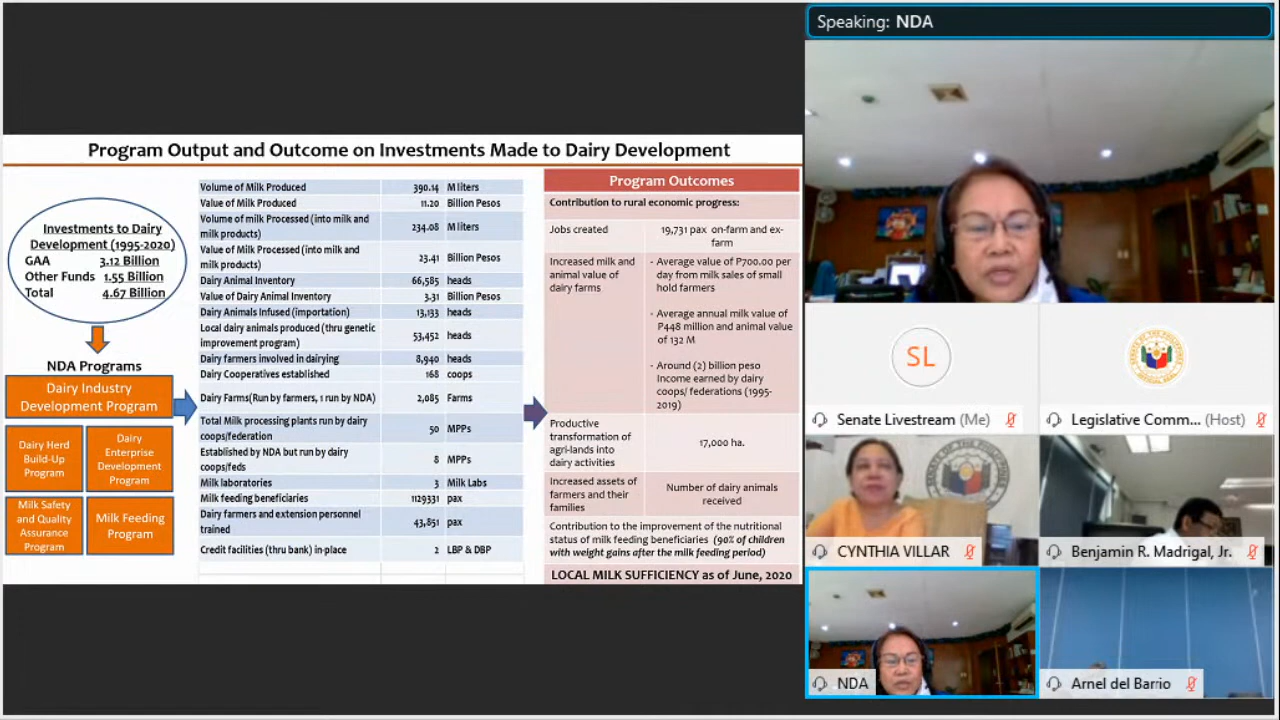 Program Output and Outcome on Investments Made to Dairy Development
Investments to Dairy
Development (1995-2020)
GAA 3.12 Billion
Other Funds 1.55 Billion
Total 4.67 Billion
NDA Programs
Dairy Industry
Development Program
Dairy Herd
Build-Up
Program
Dairy
Enterprise
Development
Program
Milk Safety
and Quality
Assurance
Program
Milk Feeding
Program
Volume of Milk Produced 390.14 M liters
Value of Milk Produced 11.20 Billion Pesos
Volume of milk Processed (into milk and
milk products) 234.08 M liters
Value of Milk Processed (into milk and
milk products) 23.41 Billion Pesos
Dairy Animal Inventory 66,585 heads
Value of Dairy Animal Inventory 3.31 Billion Pesos
Dairy Animals Infused (importation) 13,133 heads
Local dairy animals produced (thru genetic
improvement program) 53,452 heads
Dairy farmers involved in dairying 8,940 heads
Dairy Cooperatives established 168 coops
Dairy Farms(Run by farmers, 1 run by NDA) 2,085 Farms
Total Milk processing plants run by dairy
coops/federation 50 MPPs
Established by NDA but run by dairy
coops/feds 8 MPPs
Milk laboratories 3 Milk Labs
Milk feeding beneficiaries 1129331 pax
Dairy farmers and extension personnel
trained 43,851 pax
Credit facilities (thru bank) in-place 2 LBP & DBP
Program Outcomes
Contribution to rural economic progress:
Jobs created 19,731 pax on-farm and ex-
farm
Increased milk and
animal value of
dairy farms
- Average value of P700.00 per
day from milk sales of small
hold farmers
- Average annual milk value of
P448 million and animal value
of 132 M
- Around (2) billion peso
Income earned by dairy
coops/ federations (1995-
2019)
Productive
transformation of
agri-lands into
dairy activities
17,000 ha.
Increased assets of
farmers and their
families
Number of dairy animals
received
Contribution to the improvement of the nutritional
status of milk feeding beneficiaries (90% of children
with weight gains after the milk feeding period)
LOCAL MILK SUFFICIENCY as of June, 2020
Speaking: NDA
SL
Senate Livestream (Me)
Legislative Comm... (Host)
CYNTHIA VILLAR
Benjamin R. Madrigal, Jr.
NDA
Arnel del Barrio